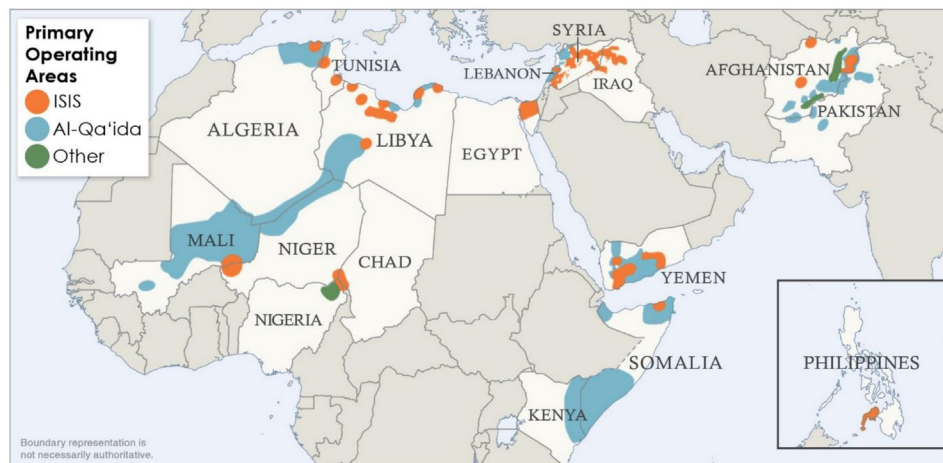 Primary
Operating
Areas
ISIS
Al-Qa‘ida
Other
TUNISIA
ALGERIA
LIBYA
EGYPT
SYRIA
LEBANON
IRAQ
AFGHANISTAN
PAKISTAN
MALI
NIGER
CHAD
NIGERIA
YEMEN
SOMALIA
KENYA
PHILIPPINES
Boundary representation is
not necessarily authoritative.